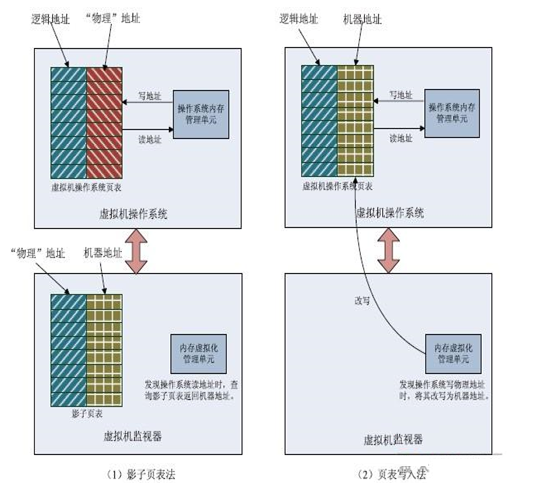 逻辑地址
“物理”地址
写地址
读地址
操作系统内存
管理单元
虚拟机操作系统页表
虚拟机操作系统
“物理”地址
机器地址
内存虚拟化
管理单元
发现操作系统读地址时，查
询影子页表返回机器地址。
影子页表
虚拟机监视器
（1）影子页表法
逻辑地址
机器地址
写地址
读地址
操作系统内存
管理单元
虚拟机操作系统页表
虚拟机操作系统
改写
内存虚拟化
管理单元
发现操作系统写物理地址
时，将其改写为机器地址。
虚拟机监视器
（2）页表写入法